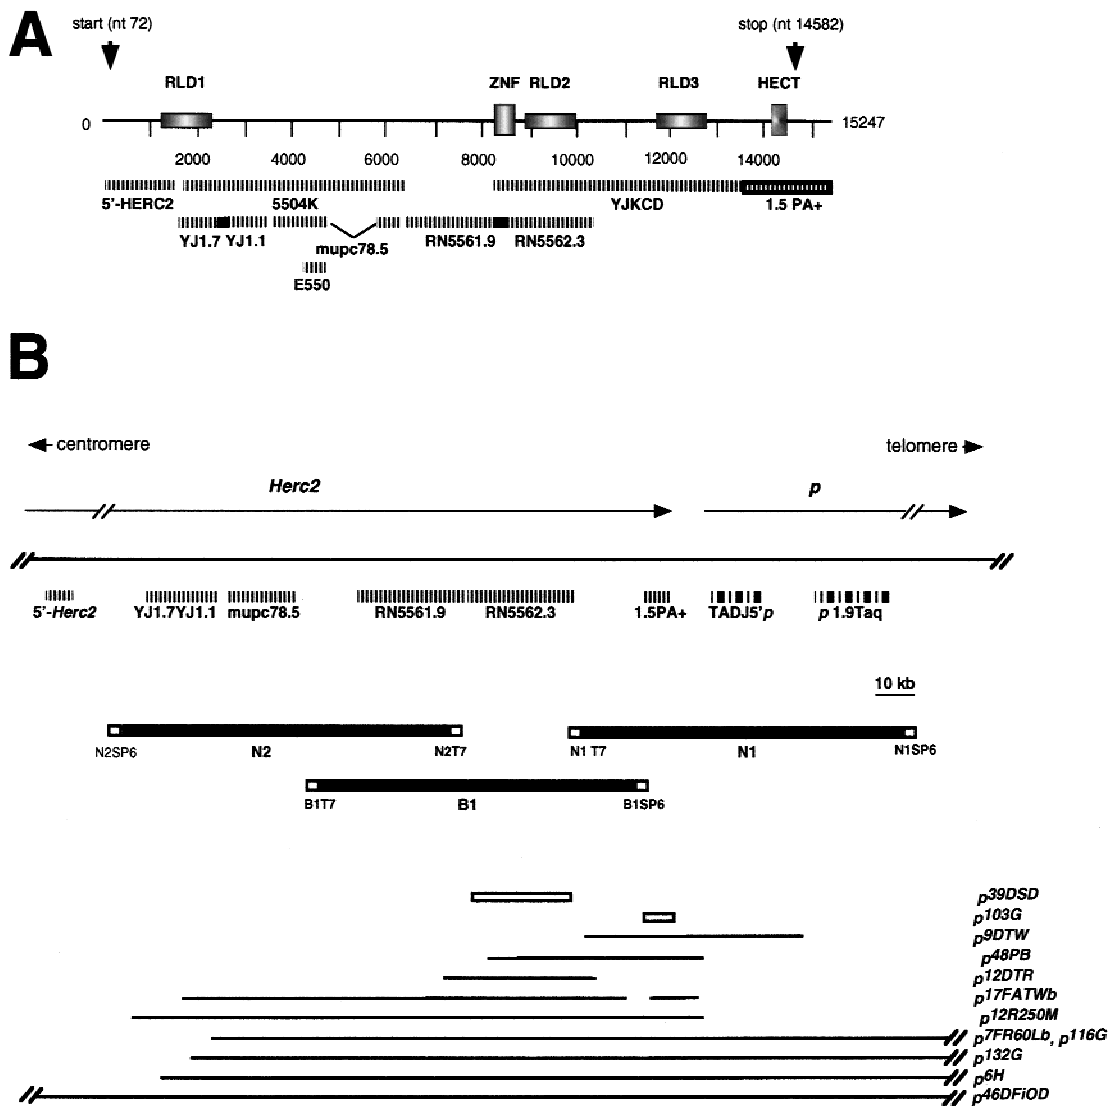 A
start (nt 72)
stop (nt 14582)
RLD1
ZNF RLD2
RLD3
HECT
0
15247
2000 4000 6000 8000 10000 12000 14000
5'-HERC2
5504K
YJKCD
1.5 PA+
YJ1.7 YJ1.1
mupc78.5
RN5561.9
RN5562.3
E550
B
centromere
telomere
Herc2
p
5'-Herc2
YJ1.7YJ1.1
mupc78.5
RN5561.9
RN5562.3
1.5PA+
TADJ5'p
p 1.9Taq
10 kb
N2SP6
N2
N2T7
N1 T7
N1
N1SP6
B1T7
B1
B1SP6
p39DSD
p103G
p9DTW
p48PB
p12DTR
p17FATWb
p12R250M
p7FR60Lb, p116G
p132G
p6H
p46DFiOD